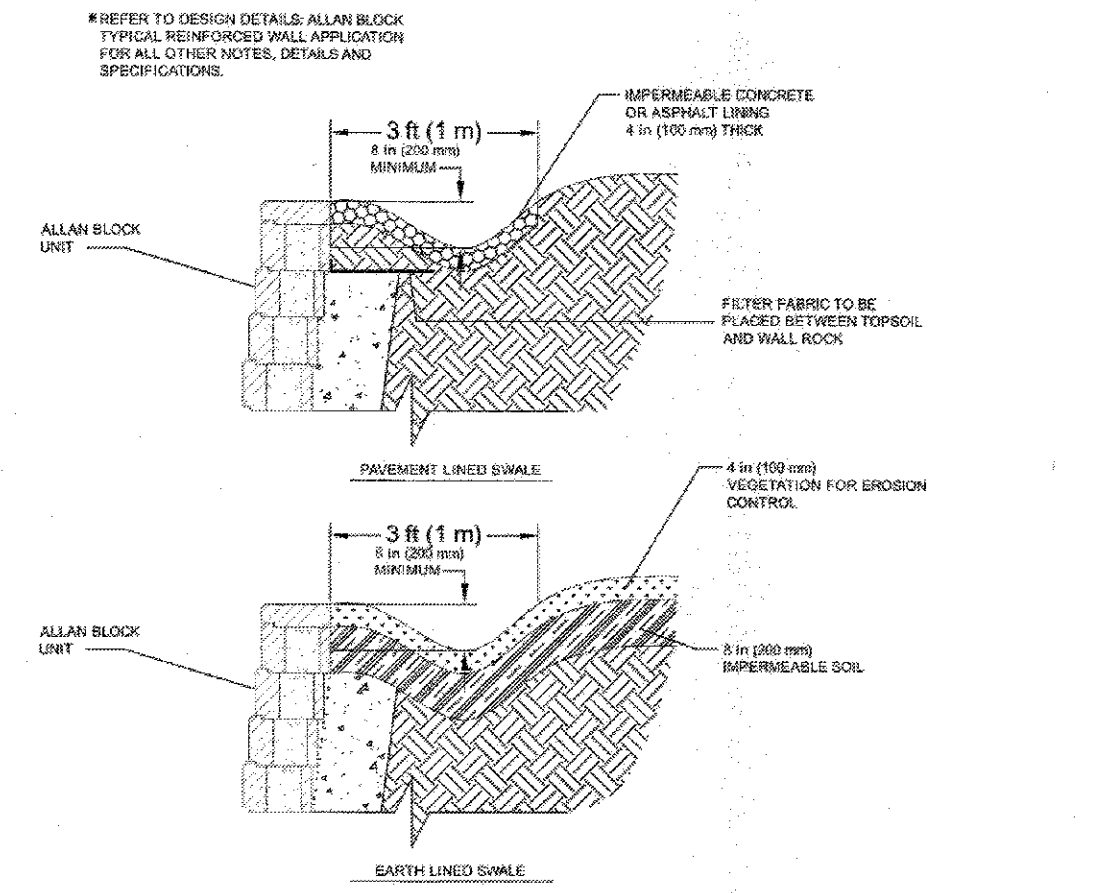 *REFER TO DESIGN DETAILS: ALLAN BLOCK
TYPICAL REINFORCED WALL APPLICATION
FOR ALL OTHER NOTES, DETAILS AND
SPECIFICATIONS.
IMPERMEABLE CONCRETE
OR ASPHALT LINING
4 in (100 mm) THICK
3 ft (1 m)
8 in (200 mm)
MINIMUM
ALLAN BLOCK
UNIT
FILTER FABRIC TO BE
PLACED BETWEEN TOPSOIL
AND WALL ROCK
PAVEMENT LINED SWALE
4 in (100 mm)
VEGETATION FOR EROSION
CONTROL
3 ft (1 m)
8 in (200 mm)
MINIMUM
ALLAN BLOCK
UNIT
8 in (200 mm)
IMPERMEABLE SOIL
EARTH LINED SWALE